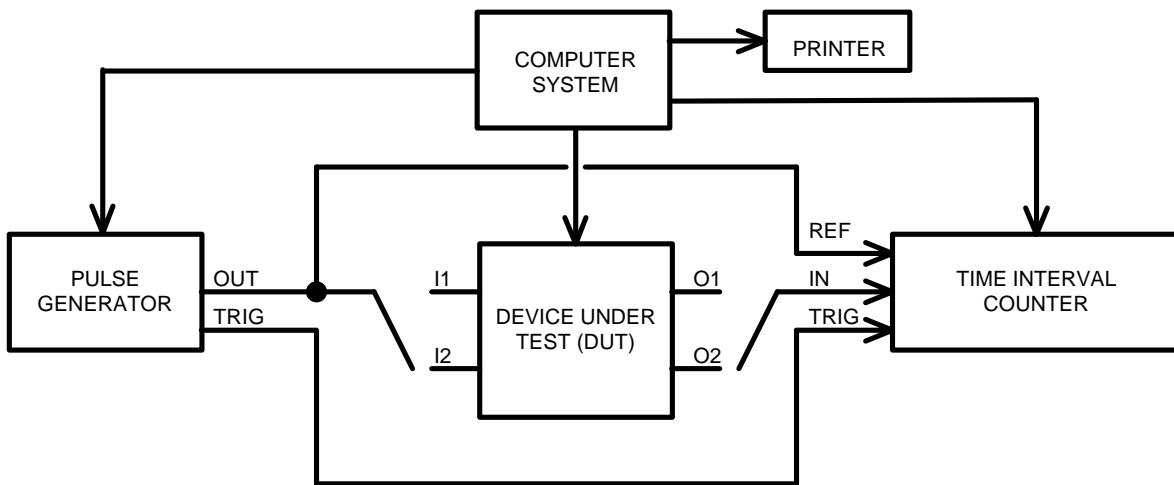 COMPUTER
SYSTEM
PRINTER
PULSE
GENERATOR
OUT
TRIG
I1
I2
DEVICE UNDER
TEST (DUT)
O1
O2
REF
IN
TRIG
TIME INTERVAL
COUNTER